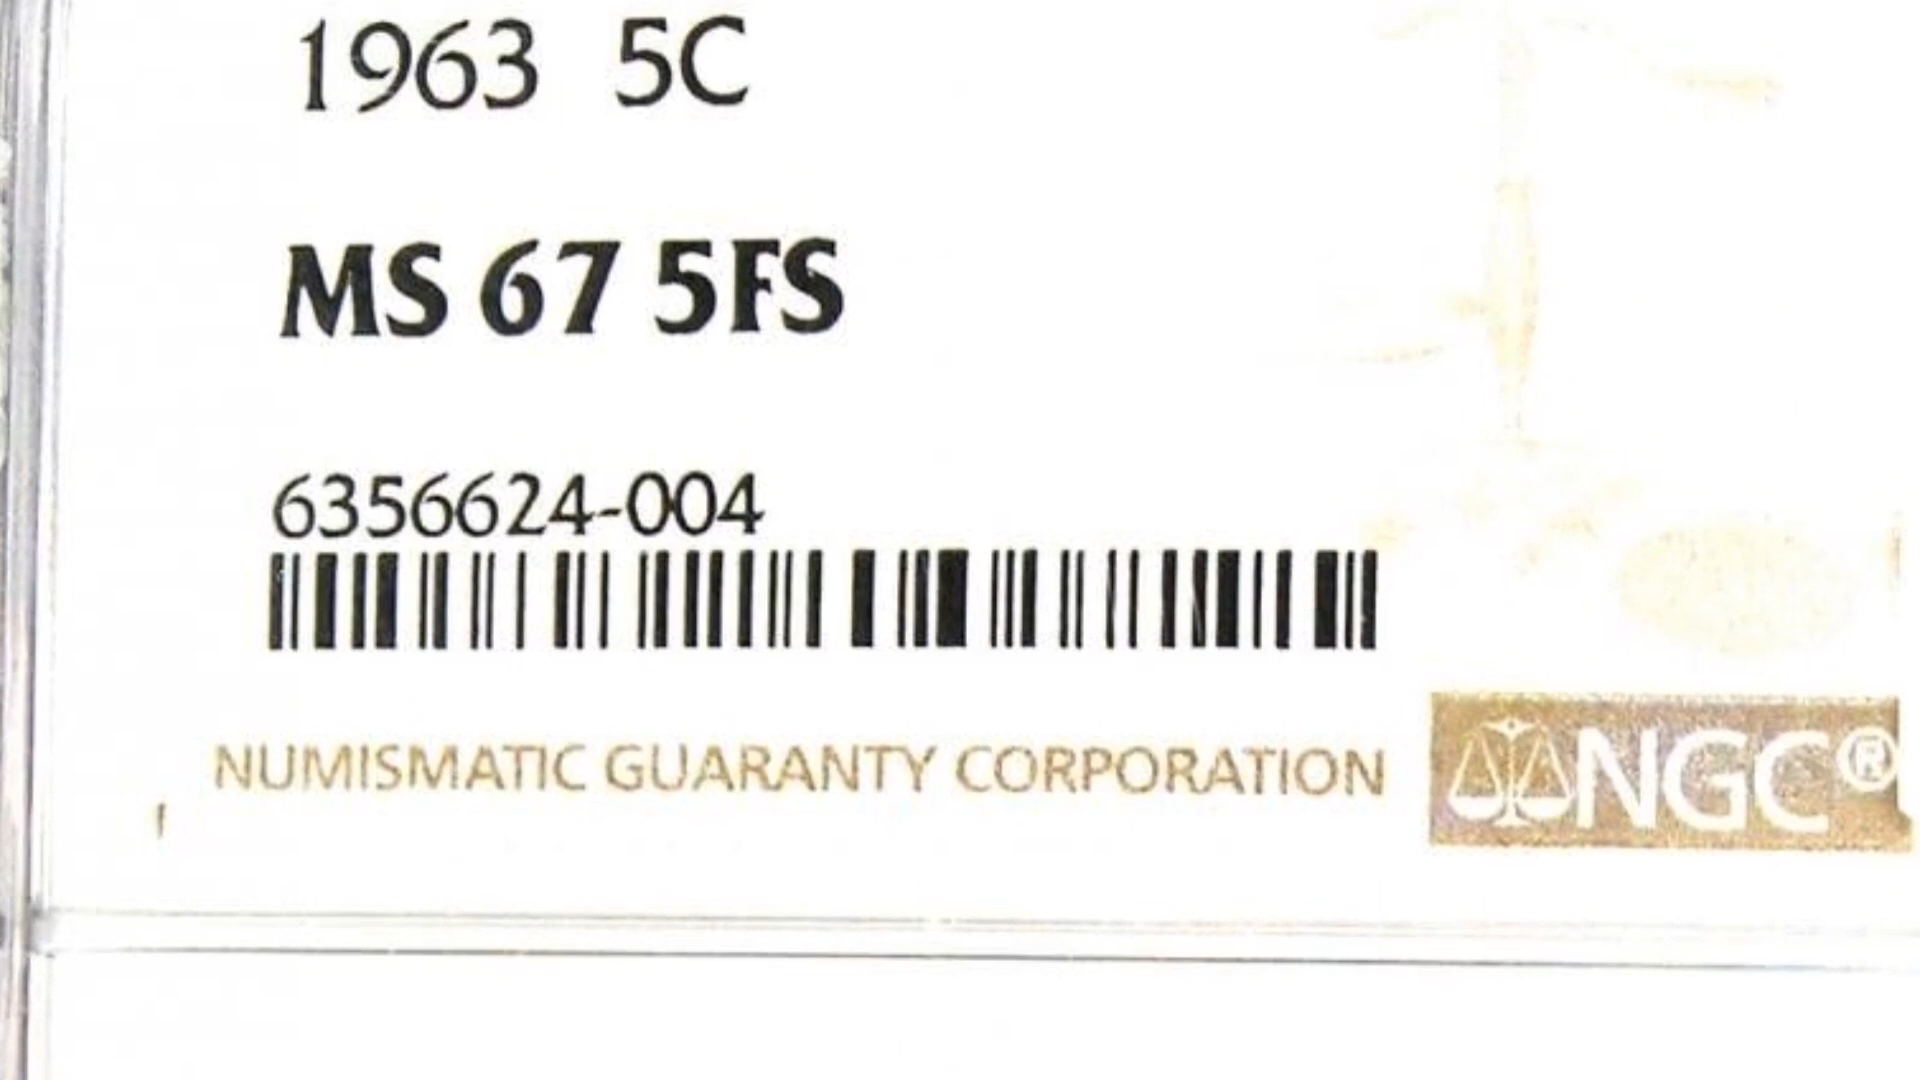 1963 5C
MS 67 5FS
6356624-004
NUMISMATIC GUARANTY CORPORATION
NGC®